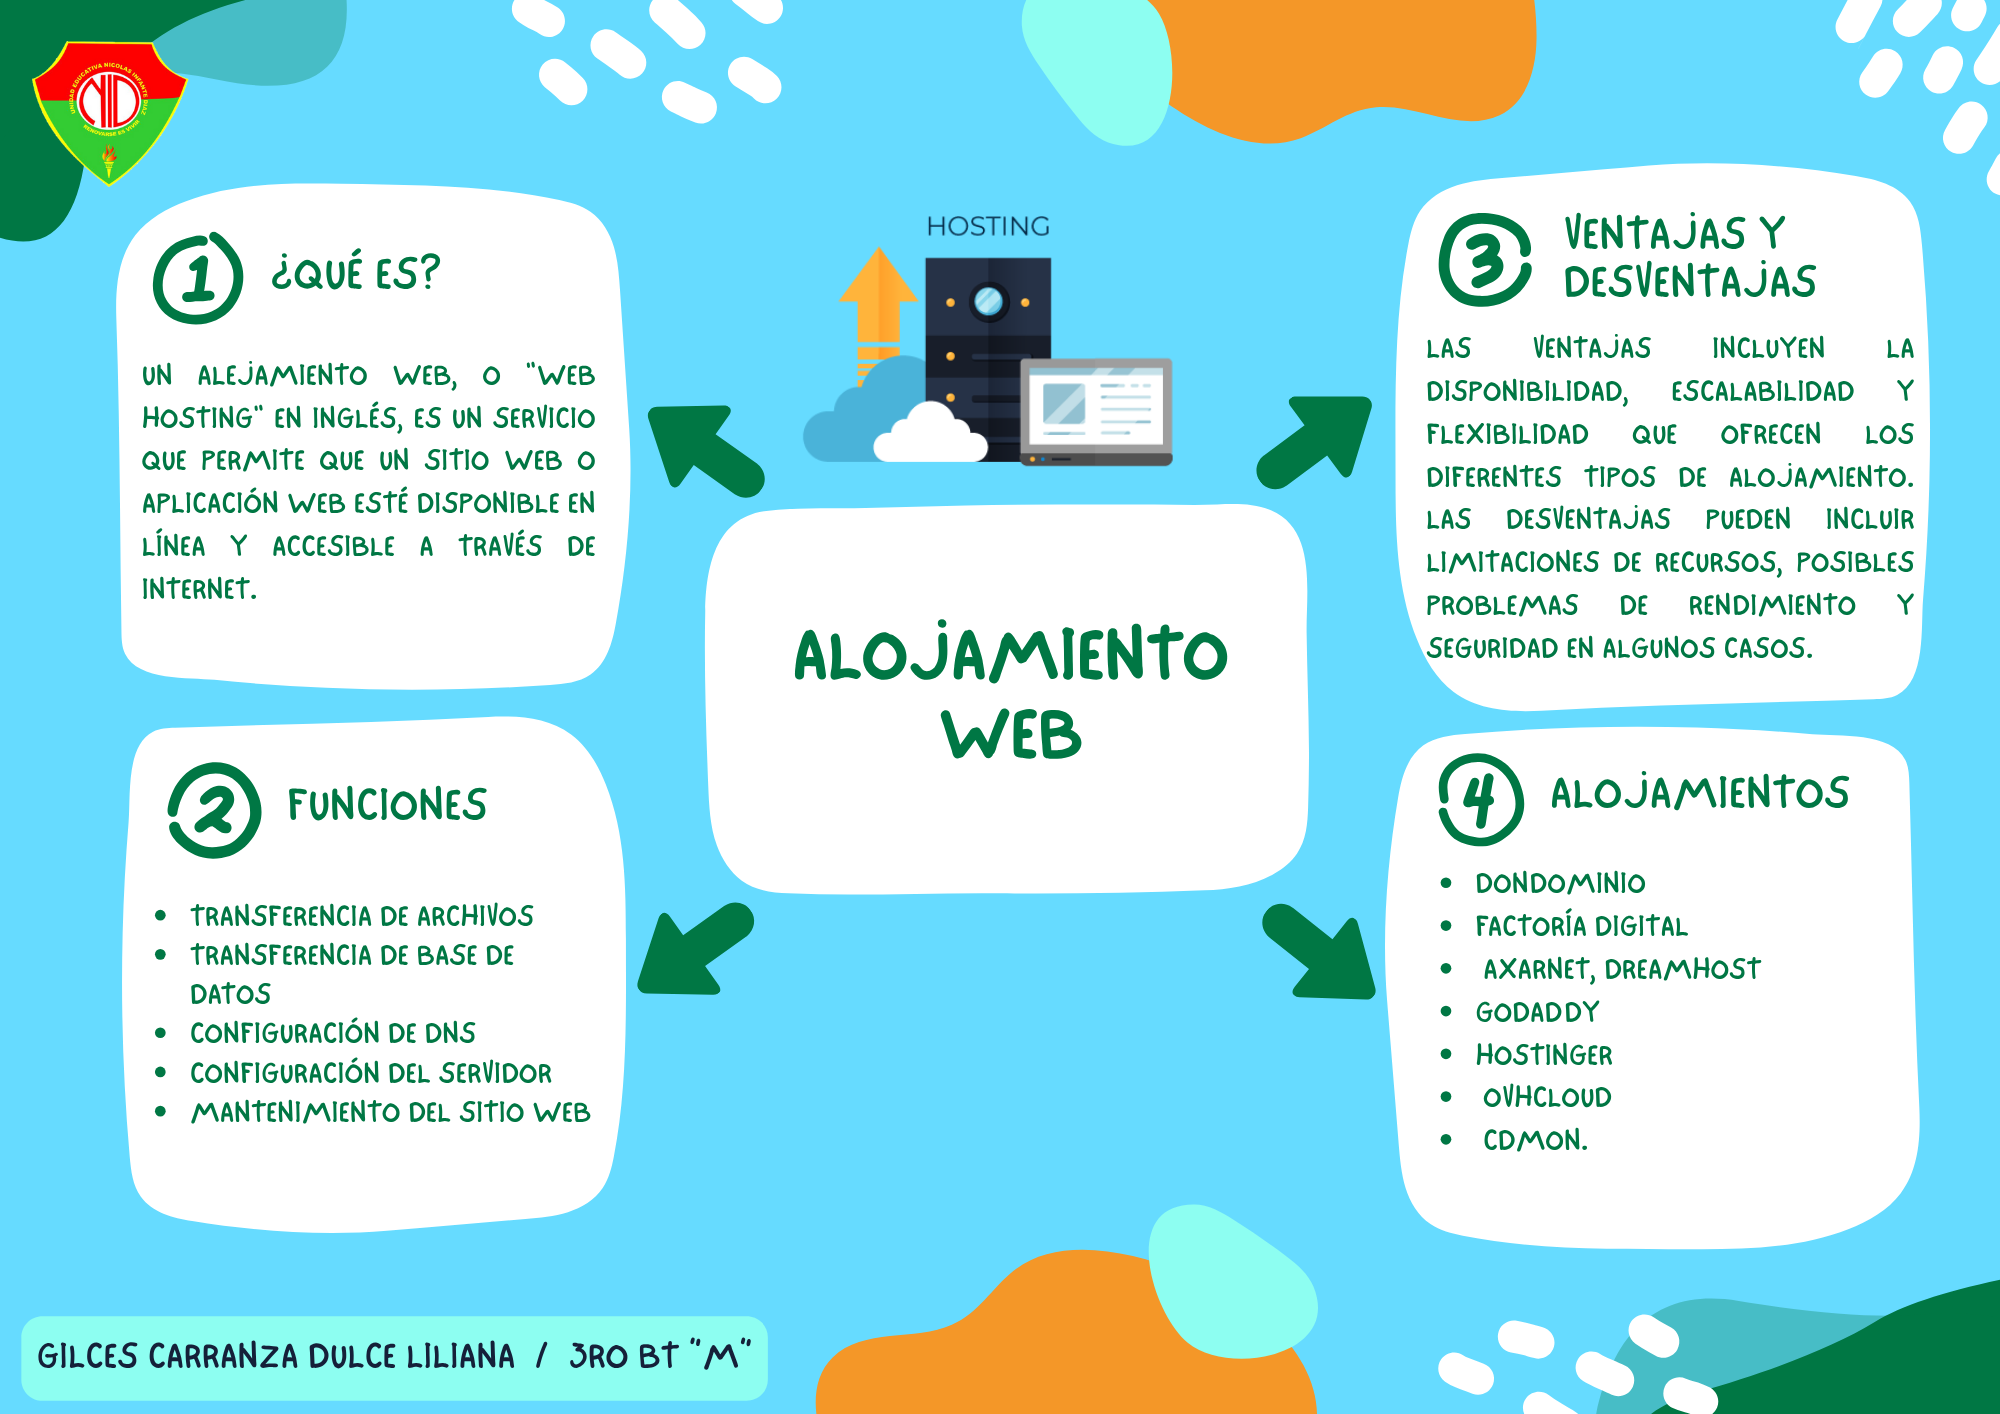 UNIDAD EDUCATIVA NICOLAS INFANTE DIAZ
NID
RENOVARSE ES VIVIR
1
¿QUÉ ES?
UN ALEJAMIENTO WEB, O "WEB
HOSTING" EN INGLÉS, ES UN SERVICIO
QUE PERMITE QUE UN SITIO WEB O
APLICACIÓN WEB ESTÉ DISPONIBLE EN
LÍNEA Y ACCESIBLE A TRAVÉS DE
INTERNET.
2
FUNCIONES
• TRANSFERENCIA DE ARCHIVOS
• TRANSFERENCIA DE BASE DE
DATOS
• CONFIGURACIÓN DE DNS
• CONFIGURACIÓN DEL SERVIDOR
• MANTENIMIENTO DEL SITIO WEB
HOSTING
ALOJAMIENTO
WEB
3
VENTAJAS Y
DESVENTAJAS
LAS VENTAJAS INCLUYEN LA
DISPONIBILIDAD, ESCALABILIDAD Y
FLEXIBILIDAD QUE OFRECEN LOS
DIFERENTES TIPOS DE ALOJAMIENTO.
LAS DESVENTAJAS PUEDEN INCLUIR
LIMITACIONES DE RECURSOS, POSIBLES
PROBLEMAS DE RENDIMIENTO Y
SEGURIDAD EN ALGUNOS CASOS.
4
ALOJAMIENTOS
• DONDOMINIO
• FACTORÍA DIGITAL
• AXARNET, DREAMHOST
• GODADDY
• HOSTINGER
• OVHCLOUD
• CDMON.
GILCES CARRANZA DULCE LILIANA / 3RO BT "M"